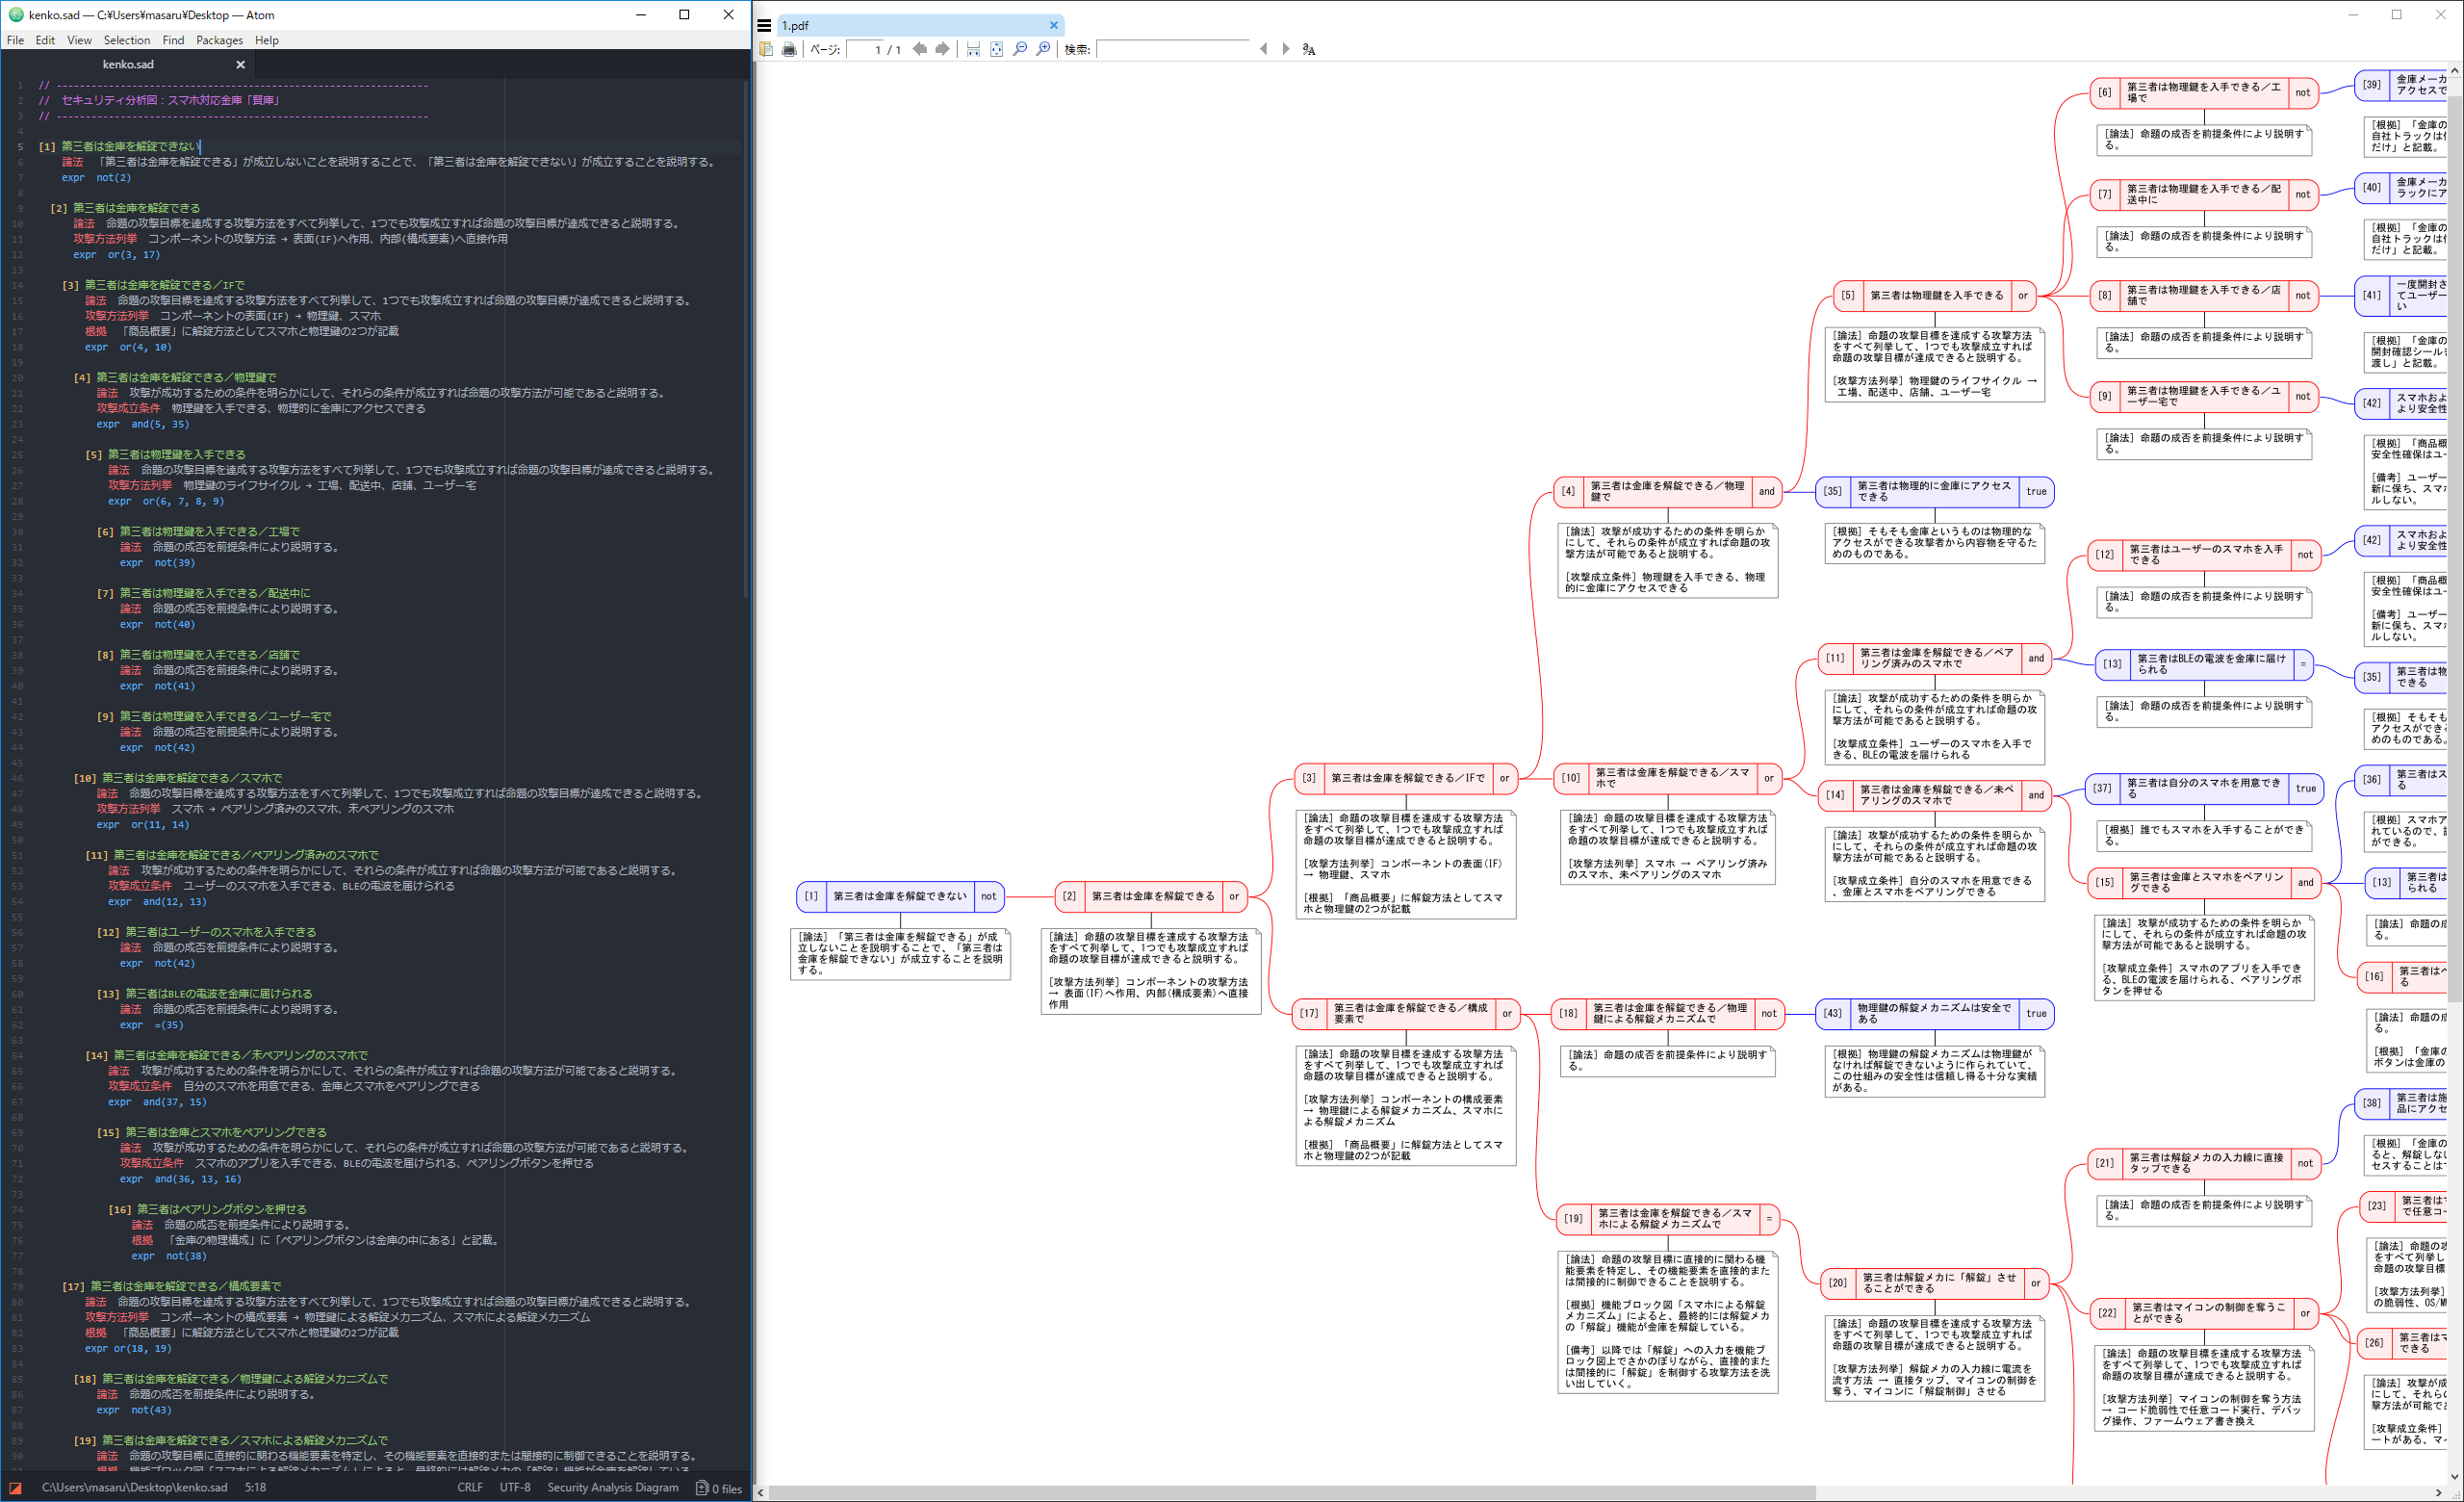 kenko.sad — C:¥Users¥masaru¥Desktop — Atom
File Edit View Selection Find Packages Help
kenko.sad
// ----------------------------------------------------------------
// セキュリティ分析図：スマホ対応金庫「賢庫」
// ----------------------------------------------------------------
[1] 第三者は金庫を解錠できない
論法 「第三者は金庫を解錠できる」が成立しないことを説明することで、「第三者は金庫を解錠できない」が成立することを説明する。
expr not(2)
[2] 第三者は金庫を解錠できる
論法 命題の攻撃目標を達成する攻撃方法をすべて列挙して、1つでも攻撃成立すれば命題の攻撃目標が達成できると説明する。
攻撃方法列挙 コンポーネントの攻撃方法 → 表面(IF)へ作用、内部(構成要素)へ直接作用
expr or(3, 17)
[3] 第三者は金庫を解錠できる／IFで
論法 命題の攻撃目標を達成する攻撃方法をすべて列挙して、1つでも攻撃成立すれば命題の攻撃目標が達成できると説明する。
攻撃方法列挙 コンポーネントの表面(IF) → 物理鍵、スマホ
根拠 「商品概要」に解錠方法としてスマホと物理鍵の2つが記載
expr or(4, 10)
[4] 第三者は金庫を解錠できる／物理鍵で
論法 攻撃が成功するための条件を明らかにして、それらの条件が成立すれば命題の攻撃方法が可能であると説明する。
攻撃成立条件 物理鍵を入手できる、物理的に金庫にアクセスできる
expr and(5, 35)
[5] 第三者は物理鍵を入手できる
論法 命題の攻撃目標を達成する攻撃方法をすべて列挙して、1つでも攻撃成立すれば命題の攻撃目標が達成できると説明する。
攻撃方法列挙 物理鍵のライフサイクル → 工場、配送中、店舗、ユーザー宅
expr or(6, 7, 8, 9)
[6] 第三者は物理鍵を入手できる／工場で
論法 命題の成否を前提条件により説明する。
expr not(39)
[7] 第三者は物理鍵を入手できる／配送中に
論法 命題の成否を前提条件により説明する。
expr not(40)
[8] 第三者は物理鍵を入手できる／店舗で
論法 命題の成否を前提条件により説明する。
expr not(41)
[9] 第三者は物理鍵を入手できる／ユーザー宅で
論法 命題の成否を前提条件により説明する。
expr not(42)
[10] 第三者は金庫を解錠できる／スマホで
論法 命題の攻撃目標を達成する攻撃方法をすべて列挙して、1つでも攻撃成立すれば命題の攻撃目標が達成できると説明する。
攻撃方法列挙 スマホ → ペアリング済みのスマホ、未ペアリングのスマホ
expr or(11, 14)
[11] 第三者は金庫を解錠できる／ペアリング済みのスマホで
論法 攻撃が成功するための条件を明らかにして、それらの条件が成立すれば命題の攻撃方法が可能であると説明する。
攻撃成立条件 ユーザーのスマホを入手できる、BLEの電波を届けられる
expr and(12, 13)
[12] 第三者はユーザーのスマホを入手できる
論法 命題の成否を前提条件により説明する。
expr not(42)
[13] 第三者はBLEの電波を金庫に届けられる
論法 命題の成否を前提条件により説明する。
expr =(35)
[14] 第三者は金庫を解錠できる／未ペアリングのスマホで
論法 攻撃が成功するための条件を明らかにして、それらの条件が成立すれば命題の攻撃方法が可能であると説明する。
攻撃成立条件 自分のスマホを用意できる、金庫とスマホをペアリングできる
expr and(37, 15)
[15] 第三者は金庫とスマホをペアリングできる
論法 攻撃が成功するための条件を明らかにして、それらの条件が成立すれば命題の攻撃方法が可能であると説明する。
攻撃成立条件 スマホのアプリを入手できる、BLEの電波を届けられる、ペアリングボタンを押せる
expr and(36, 13, 16)
[16] 第三者はペアリングボタンを押せる
論法 命題の成否を前提条件により説明する。
根拠 「金庫の物理構成」に「ペアリングボタンは金庫の中にある」と記載。
expr not(38)
[17] 第三者は金庫を解錠できる／構成要素で
論法 命題の攻撃目標を達成する攻撃方法をすべて列挙して、1つでも攻撃成立すれば命題の攻撃目標が達成できると説明する。
攻撃方法列挙 コンポーネントの構成要素 → 物理鍵による解錠メカニズム、スマホによる解錠メカニズム
根拠 「商品概要」に解錠方法としてスマホと物理鍵の2つが記載
expr or(18, 19)
[18] 第三者は金庫を解錠できる／物理鍵による解錠メカニズムで
論法 命題の成否を前提条件により説明する。
expr not(43)
[19] 第三者は金庫を解錠できる／スマホによる解錠メカニズムで
論法 命題の攻撃目標に直接的に関わる機能要素を特定し、その機能要素を直接的または間接的に制御できることを説明する。
C:\Users\masaru\Desktop\kenko.sad 5:18 CRLF UTF-8 Security Analysis Diagram 0 files
1.pdf
ページ: 1 / 1 検索:
[1] 第三者は金庫を解錠できない not
[論法] 「第三者は金庫を解錠できる」が成
立しないことを説明することで、「第三者は
金庫を解錠できない」が成立することを説明
する。
[2] 第三者は金庫を解錠できる or
[論法] 命題の攻撃目標を達成する攻撃方法
をすべて列挙して、1つでも攻撃成立すれば
命題の攻撃目標が達成できると説明する。
[攻撃方法列挙] コンポーネントの攻撃方法
→ 表面(IF)へ作用、内部(構成要素)へ直接
作用
[3] 第三者は金庫を解錠できる／IFで or
[論法] 命題の攻撃目標を達成する攻撃方法
をすべて列挙して、1つでも攻撃成立すれば
命題の攻撃目標が達成できると説明する。
[攻撃方法列挙] コンポーネントの表面(IF)
→ 物理鍵、スマホ
[根拠] 「商品概要」に解錠方法としてスマ
ホと物理鍵の2つが記載
[17] 第三者は金庫を解錠できる／構成
要素で or
[論法] 命題の攻撃目標を達成する攻撃方法
をすべて列挙して、1つでも攻撃成立すれば
命題の攻撃目標が達成できると説明する。
[攻撃方法列挙] コンポーネントの構成要素
→ 物理鍵による解錠メカニズム、スマホに
よる解錠メカニズム
[根拠] 「商品概要」に解錠方法としてスマ
ホと物理鍵の2つが記載
[4] 第三者は金庫を解錠できる／物理
鍵で and
[論法] 攻撃が成功するための条件を明らか
にして、それらの条件が成立すれば命題の攻
撃方法が可能であると説明する。
[攻撃成立条件] 物理鍵を入手できる、物理
的に金庫にアクセスできる
[10] 第三者は金庫を解錠できる／スマ
ホで or
[論法] 命題の攻撃目標を達成する攻撃方法
をすべて列挙して、1つでも攻撃成立すれば
命題の攻撃目標が達成できると説明する。
[攻撃方法列挙] スマホ → ペアリング済み
のスマホ、未ペアリングのスマホ
[18] 第三者は金庫を解錠できる／物理
鍵による解錠メカニズムで not
[論法] 命題の成否を前提条件により説明す
る。
[19] 第三者は金庫を解錠できる／スマ
ホによる解錠メカニズムで =
[論法] 命題の攻撃目標に直接的に関わる機
能要素を特定し、その機能要素を直接的また
は間接的に制御できることを説明する。
[根拠] 機能ブロック図「スマホによる解錠
メカニズム」によると、最終的には解錠メカ
の「解錠」機能が金庫を解錠している。
[備考] 以降では「解錠」への入力を機能ブ
ロック図上でさかのぼりながら、直接的また
は間接的に「解錠」を制御する攻撃方法を洗
い出していく。
[5] 第三者は物理鍵を入手できる or
[論法] 命題の攻撃目標を達成する攻撃方法
をすべて列挙して、1つでも攻撃成立すれば
命題の攻撃目標が達成できると説明する。
[攻撃方法列挙] 物理鍵のライフサイクル →
工場、配送中、店舗、ユーザー宅
[35] 第三者は物理的に金庫にアクセス
できる true
[根拠] そもそも金庫というものは物理的な
アクセスができる攻撃者から内容物を守るた
めのものである。
[11] 第三者は金庫を解錠できる／ペア
リング済みのスマホで and
[論法] 攻撃が成功するための条件を明らか
にして、それらの条件が成立すれば命題の攻
撃方法が可能であると説明する。
[攻撃成立条件] ユーザーのスマホを入手で
きる、BLEの電波を届けられる
[14] 第三者は金庫を解錠できる／未ペ
アリングのスマホで and
[論法] 攻撃が成功するための条件を明らか
にして、それらの条件が成立すれば命題の攻
撃方法が可能であると説明する。
[攻撃成立条件] 自分のスマホを用意できる
、金庫とスマホをペアリングできる
[43] 物理鍵の解錠メカニズムは安全で
ある true
[根拠] 物理鍵の解錠メカニズムは物理鍵が
なければ解錠できないように作られていて、
この仕組みの安全性は信頼し得る十分な実績
がある。
[20] 第三者は解錠メカに「解錠」させ
ることができる or
[論法] 命題の攻撃目標を達成する攻撃方法
をすべて列挙して、1つでも攻撃成立すれば
命題の攻撃目標が達成できると説明する。
[攻撃方法列挙] 解錠メカの入力線に電流を
流す方法 → 直接タップ、マイコンの制御を
奪う、マイコンに「解錠制御」させる
[6] 第三者は物理鍵を入手できる／工
場で not
[論法] 命題の成否を前提条件により説明す
る。
[7] 第三者は物理鍵を入手できる／配
送中に not
[論法] 命題の成否を前提条件により説明す
る。
[8] 第三者は物理鍵を入手できる／店
舗で not
[論法] 命題の成否を前提条件により説明す
る。
[9] 第三者は物理鍵を入手できる／ユ
ーザー宅で not
[論法] 命題の成否を前提条件により説明す
る。
[12] 第三者はユーザーのスマホを入手
できる not
[論法] 命題の成否を前提条件により説明す
る。
[13] 第三者はBLEの電波を金庫に届け
られる =
[論法] 命題の成否を前提条件により説明す
る。
[37] 第三者は自分のスマホを用意でき
る true
[根拠] 誰でもスマホを入手することができ
る。
[15] 第三者は金庫とスマホをペアリン
グできる and
[論法] 攻撃が成功するための条件を明らか
にして、それらの条件が成立すれば命題の攻
撃方法が可能であると説明する。
[攻撃成立条件] スマホのアプリを入手でき
る、BLEの電波を届けられる、ペアリングボ
タンを押せる
[21] 第三者は解錠メカの入力線に直接
タップできる not
[論法] 命題の成否を前提条件により説明す
る。
[22] 第三者はマイコンの制御を奪うこ
とができる or
[論法] 命題の攻撃目標を達成する攻撃方法
をすべて列挙して、1つでも攻撃成立すれば
命題の攻撃目標が達成できると説明する。
[攻撃方法列挙] マイコンの制御を奪う方法
→ コード脆弱性で任意コード実行、デバッ
グ操作、ファームウェア書き換え
[39] 金庫メーカ
アクセスで
[根拠] 「金庫の
自社トラックは
だけ」と記載。
[40] 金庫メーカ
ラックにア
[根拠] 「金庫の
自社トラックは
だけ」と記載。
[41] 一度開封さ
てユーザー
い
[根拠] 「金庫の
開封確認シール
渡し」と記載。
[42] スマホおよ
より安全性
[根拠] 「商品概
安全性確保はユー
[備考] ユーザー
新に保ち、スマホ
ルしない。
[42] スマホおよ
より安全性
[根拠] 「商品概
安全性確保はユー
[備考] ユーザー
新に保ち、スマホ
ルしない。
[35] 第三者は物
できる
[根拠] そもそも
アクセスができ
めのものである。
[36] 第三者はス
る
[根拠] スマホア
れているので、
ができる。
[13] 第三者は
られる
[論法] 命題の成
る。
[16] 第三者はペ
る
[論法] 命題の成
る。
[根拠] 「金庫の
ボタンは金庫の
[38] 第三者は施
品にアクセ
[根拠] 「金庫の
ると、解錠しない
セスすることは
[23] 第三者は
で任意コー
[論法] 命題の攻
をすべて列挙し
命題の攻撃目標
[攻撃方法列挙]
の脆弱性、OS/M
[26] 第三者はマ
できる
[論法] 攻撃が成
にして、それら
撃方法が可能で
[攻撃成立条件]
ートがある、マイ